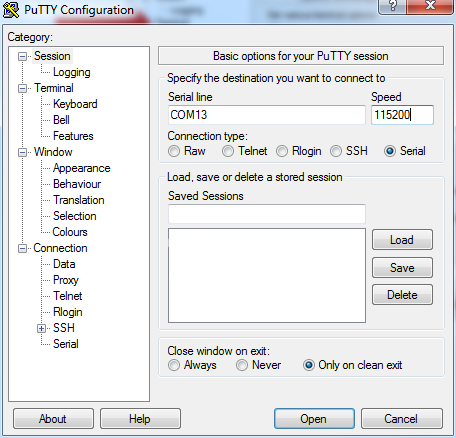 PuTTY Configuration
Category:
Session
Logging
Terminal
Keyboard
Bell
Features
Window
Appearance
Behaviour
Translation
Selection
Colours
Connection
Data
Proxy
Telnet
Rlogin
SSH
Serial
Basic options for your PuTTY session
Specify the destination you want to connect to
Serial line Speed
COM13 115200
Connection type:
Raw Telnet Rlogin SSH Serial
Load, save or delete a stored session
Saved Sessions
Load
Save
Delete
Close window on exit:
Always Never Only on clean exit
About Help Open Cancel